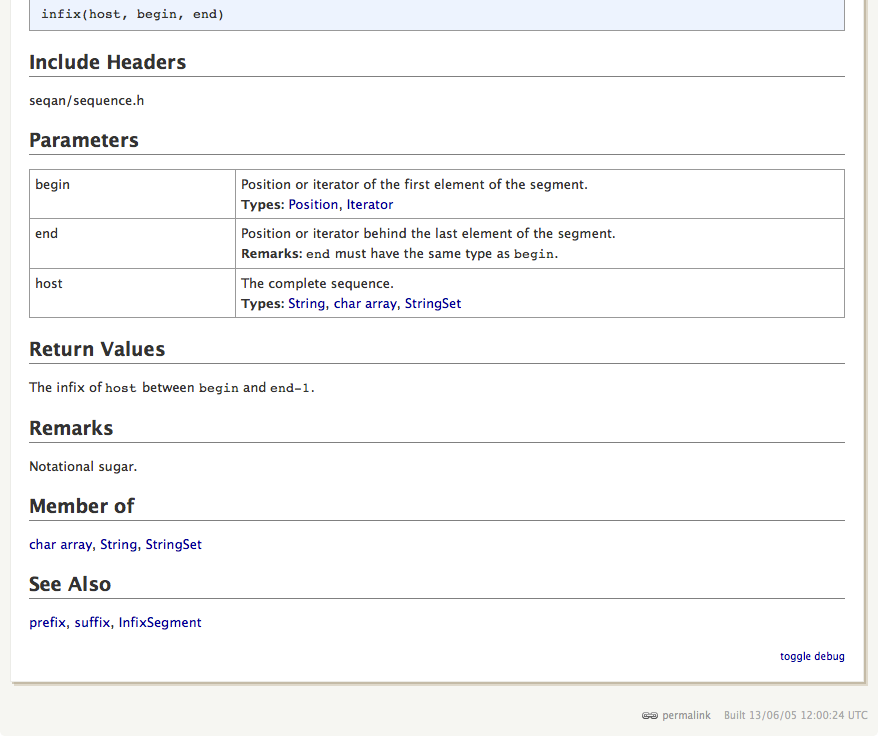 infix(host, begin, end)
Include Headers
seqan/sequence.h
Parameters
begin
Position or iterator of the first element of the segment.
Types: Position, Iterator
end
Position or iterator behind the last element of the segment.
Remarks: end must have the same type as begin.
host
The complete sequence.
Types: String, char array, StringSet
Return Values
The infix of host between begin and end-1.
Remarks
Notational sugar.
Member of
char array, String, StringSet
See Also
prefix, suffix, InfixSegment
toggle debug
permalink Built 13/06/05 12:00:24 UTC